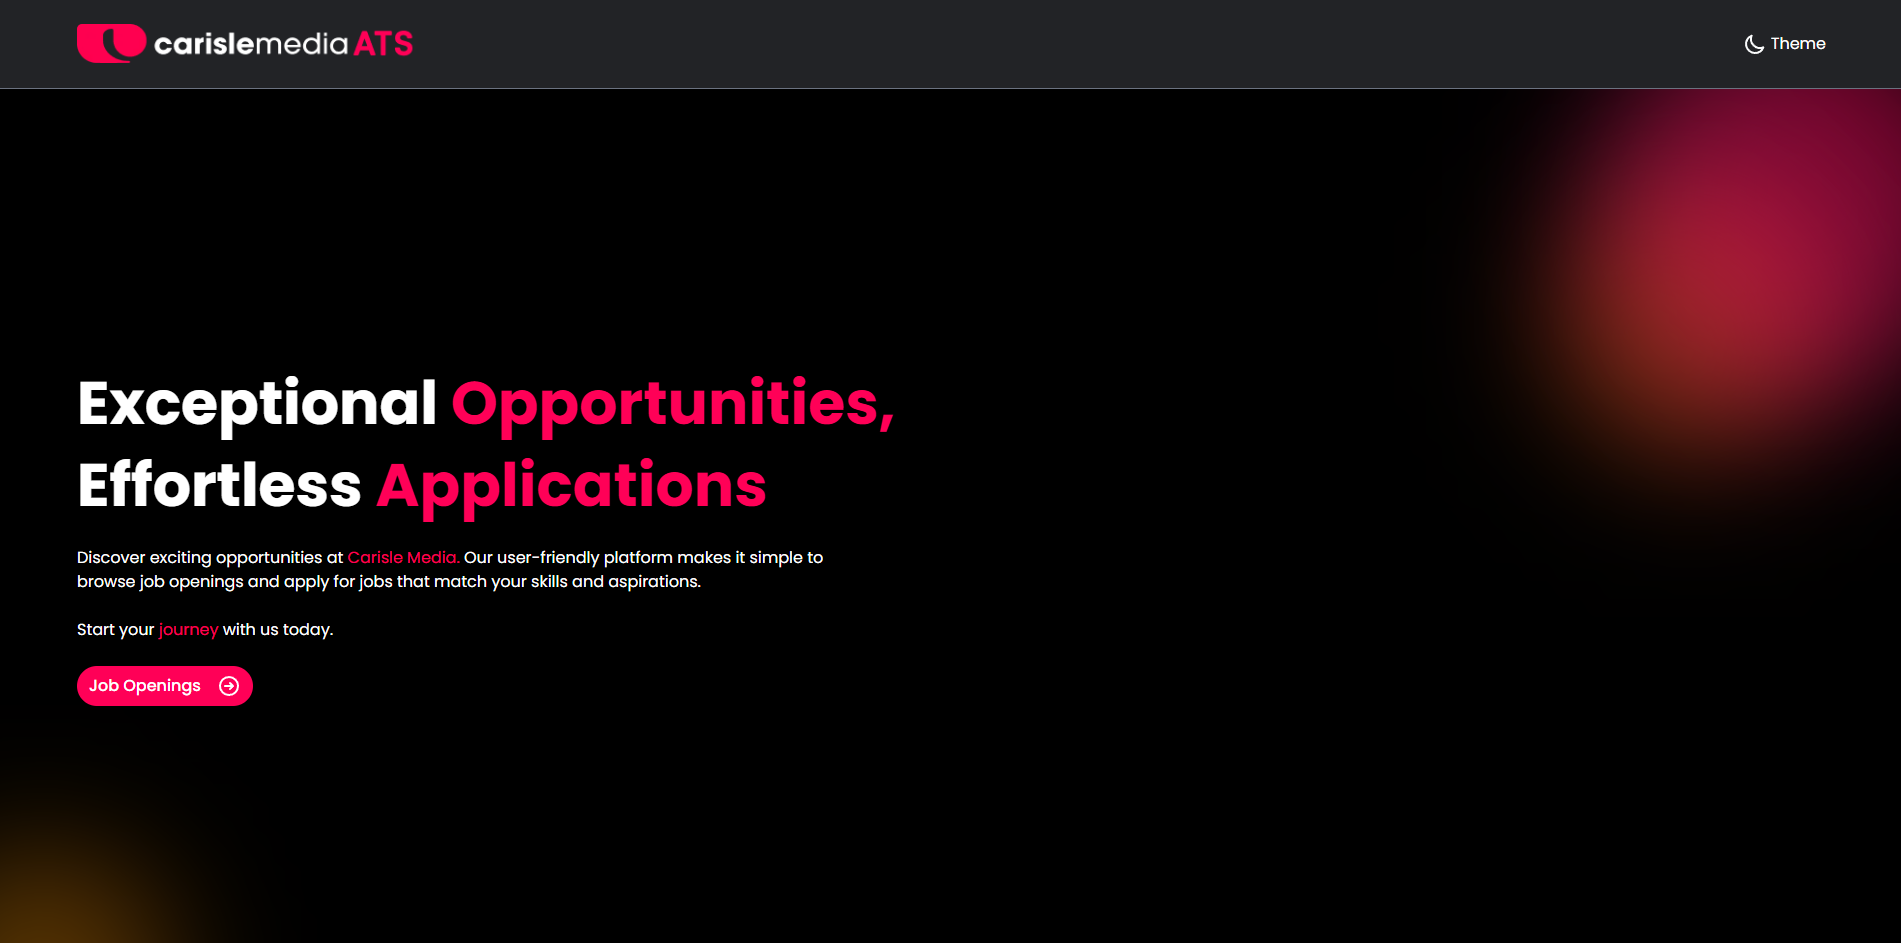 carislemedia ATS
Theme
Exceptional Opportunities,
Effortless Applications
Discover exciting opportunities at Carisle Media. Our user-friendly platform makes it simple to
browse job openings and apply for jobs that match your skills and aspirations.
Start your journey with us today.
Job Openings